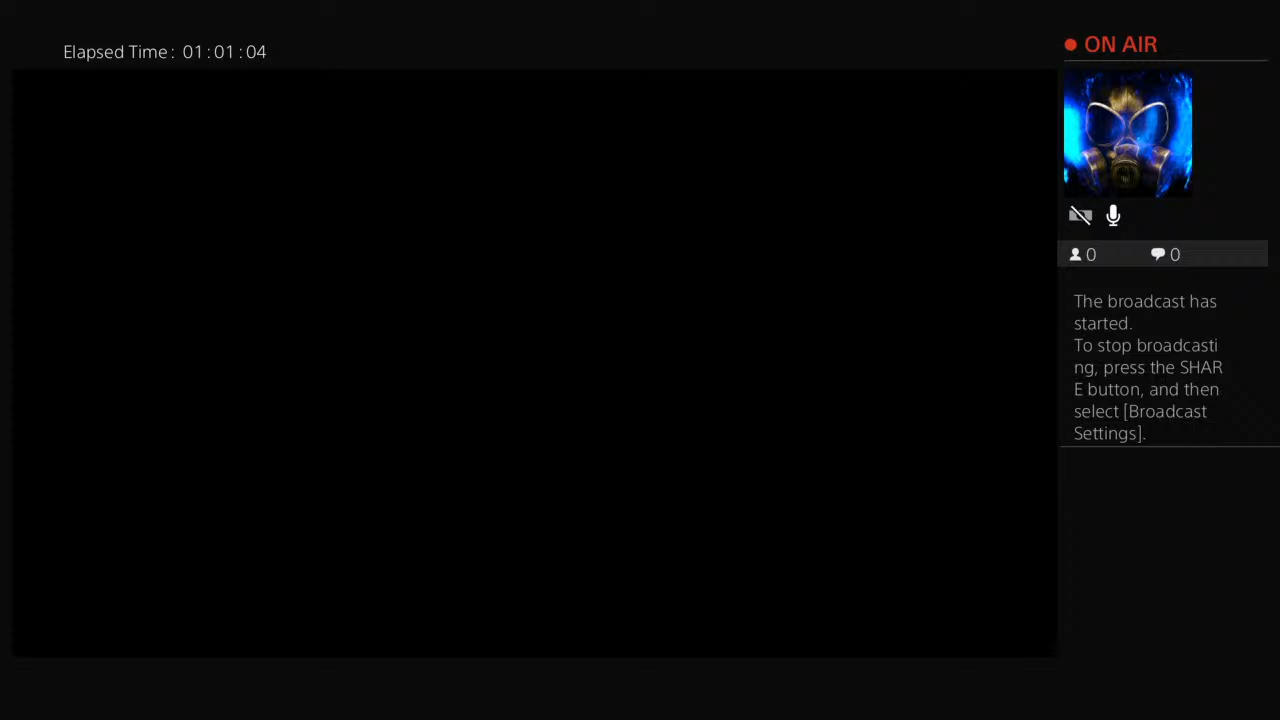 Elapsed Time: 01:01:04
ON AIR
0 0
The broadcast has
started.
To stop broadcasti
ng, press the SHAR
E button, and then
select [Broadcast
Settings].